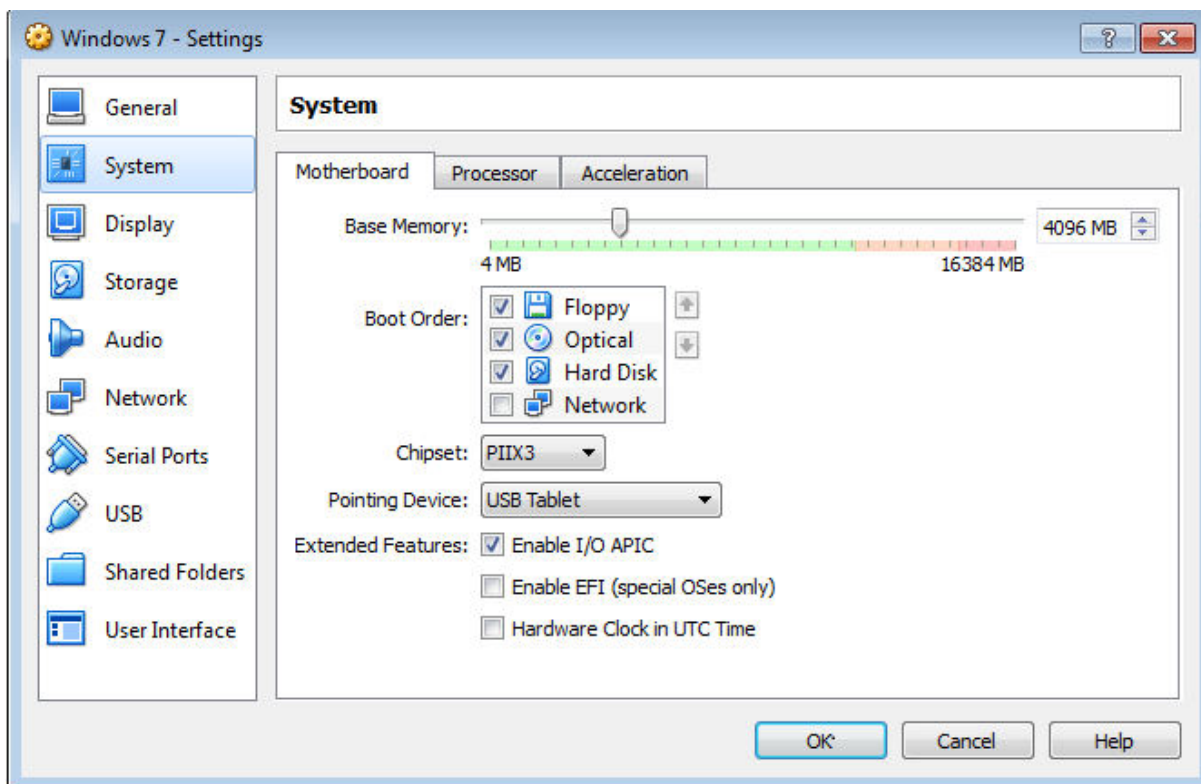 Windows 7 - Settings
General
System
Display
Storage
Audio
Network
Serial Ports
USB
Shared Folders
User Interface
System
Motherboard Processor Acceleration
Base Memory: 4096 MB
4 MB 16384 MB
Boot Order:
Floppy
Optical
Hard Disk
Network
Chipset: PIIX3
Pointing Device: USB Tablet
Extended Features: Enable I/O APIC
Enable EFI (special OSes only)
Hardware Clock in UTC Time
OK Cancel Help